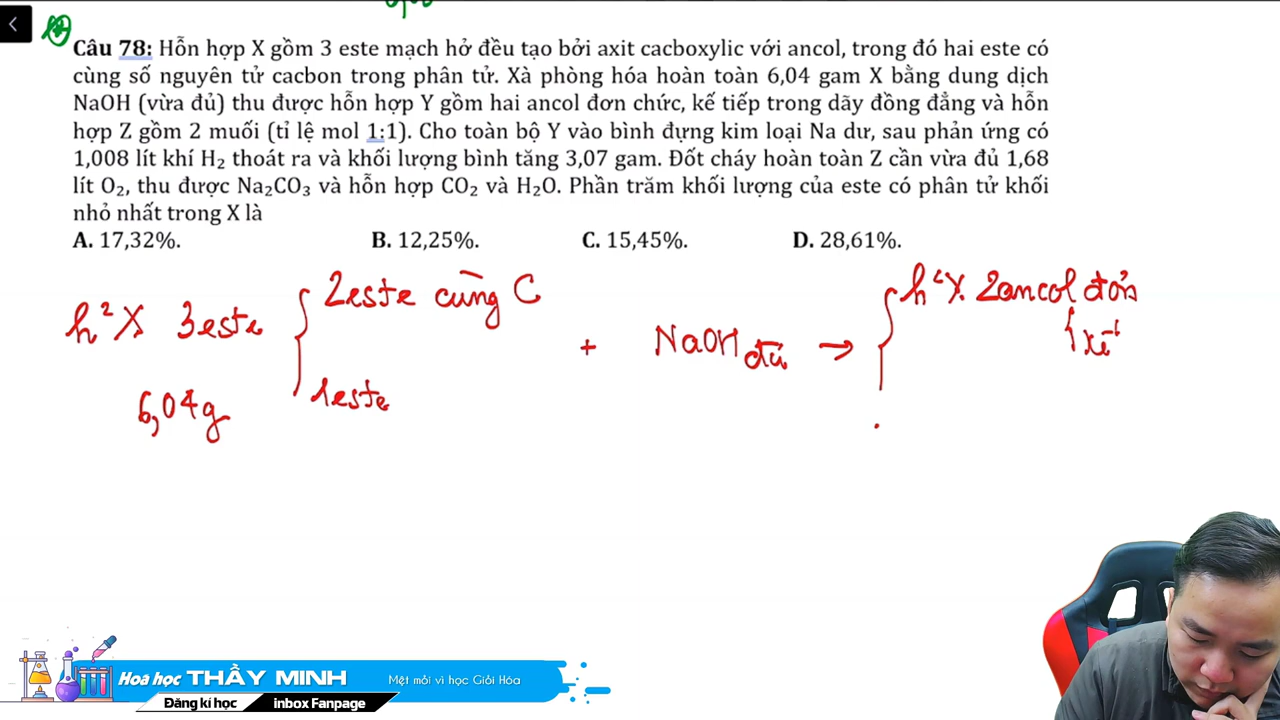 Câu 78: Hỗn hợp X gồm 3 este mạch hở đều tạo bởi axit cacboxylic với ancol, trong đó hai este có
cùng số nguyên tử cacbon trong phân tử. Xà phòng hóa hoàn toàn 6,04 gam X bằng dung dịch
NaOH (vừa đủ) thu được hỗn hợp Y gồm hai ancol đơn chức, kế tiếp trong dãy đồng đẳng và hỗn
hợp Z gồm 2 muối (tỉ lệ mol 1:1). Cho toàn bộ Y vào bình đựng kim loại Na dư, sau phản ứng có
1,008 lít khí H₂ thoát ra và khối lượng bình tăng 3,07 gam. Đốt cháy hoàn toàn Z cần vừa đủ 1,68
lít O₂, thu được Na₂CO₃ và hỗn hợp CO₂ và H₂O. Phần trăm khối lượng của este có phân tử khối
nhỏ nhất trong X là
A. 17,32%. B. 12,25%. C. 15,45%. D. 28,61%.
h²X 3este { 2este cùng C + NaOH đủ → { h²X 2ancol đơn
1este
6,04g
Hoá học THẦY MINH
Mệt mỏi vì học Giỏi Hóa
Đăng kí học inbox Fanpage